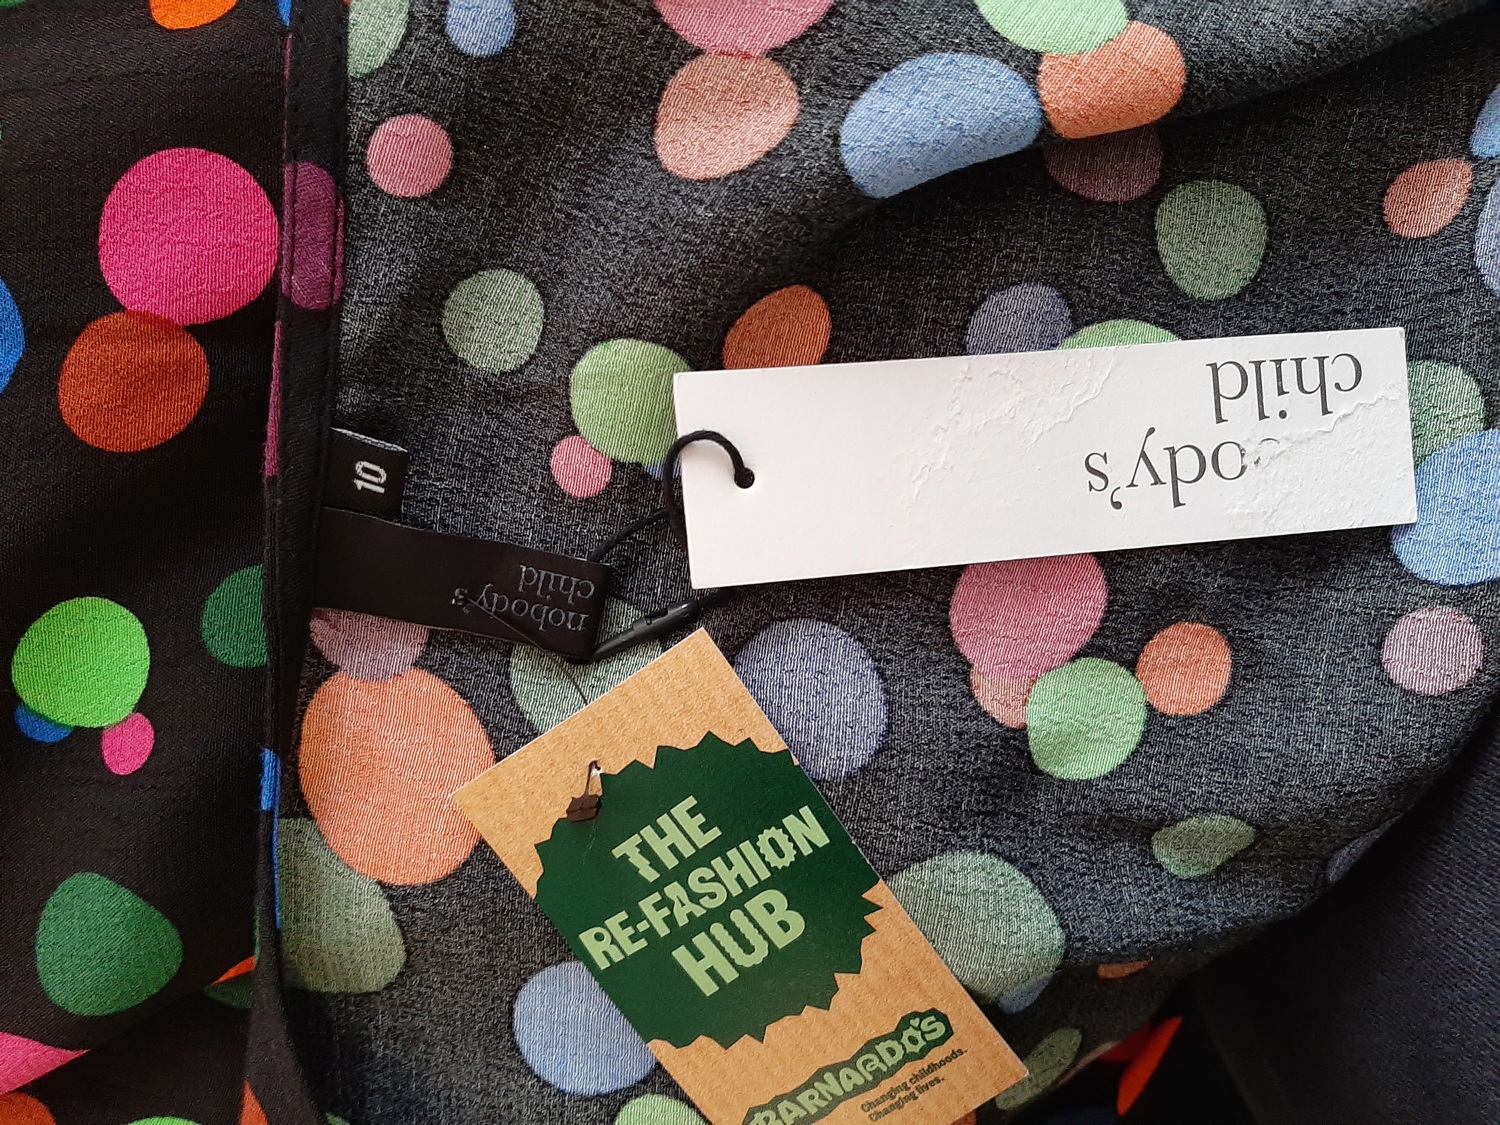 10
nobody's
child
ody's
child
THE
RE-FASHION
HUB
BARNARDO'S
Changing childhoods.
Changing lives.